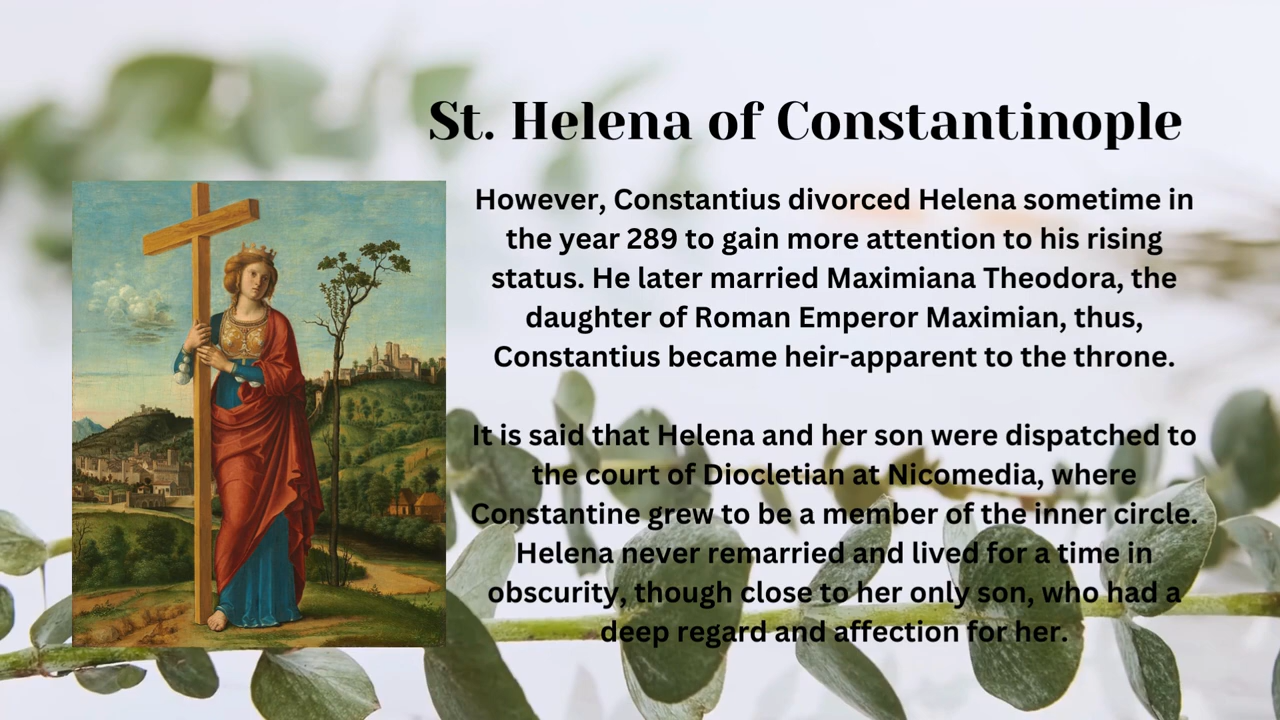 St. Helena of Constantinople
However, Constantius divorced Helena sometime in
the year 289 to gain more attention to his rising
status. He later married Maximiana Theodora, the
daughter of Roman Emperor Maximian, thus,
Constantius became heir-apparent to the throne.
It is said that Helena and her son were dispatched to
the court of Diocletian at Nicomedia, where
Constantine grew to be a member of the inner circle.
Helena never remarried and lived for a time in
obscurity, though close to her only son, who had a
deep regard and affection for her.